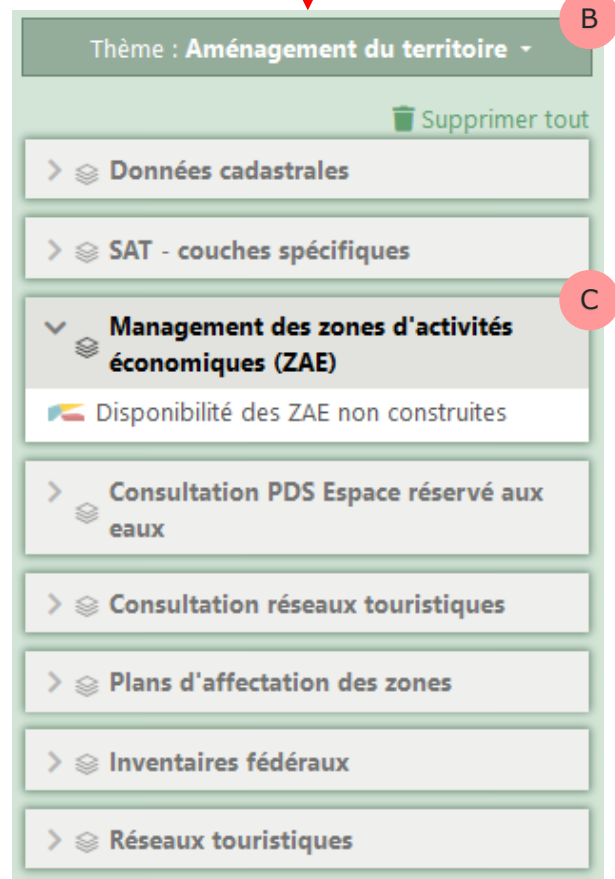 B
Thème : Aménagement du territoire
Supprimer tout
Données cadastrales
SAT - couches spécifiques
C
Management des zones d'activités
économiques (ZAE)
Disponibilité des ZAE non construites
Consultation PDS Espace réservé aux
eaux
Consultation réseaux touristiques
Plans d'affectation des zones
Inventaires fédéraux
Réseaux touristiques